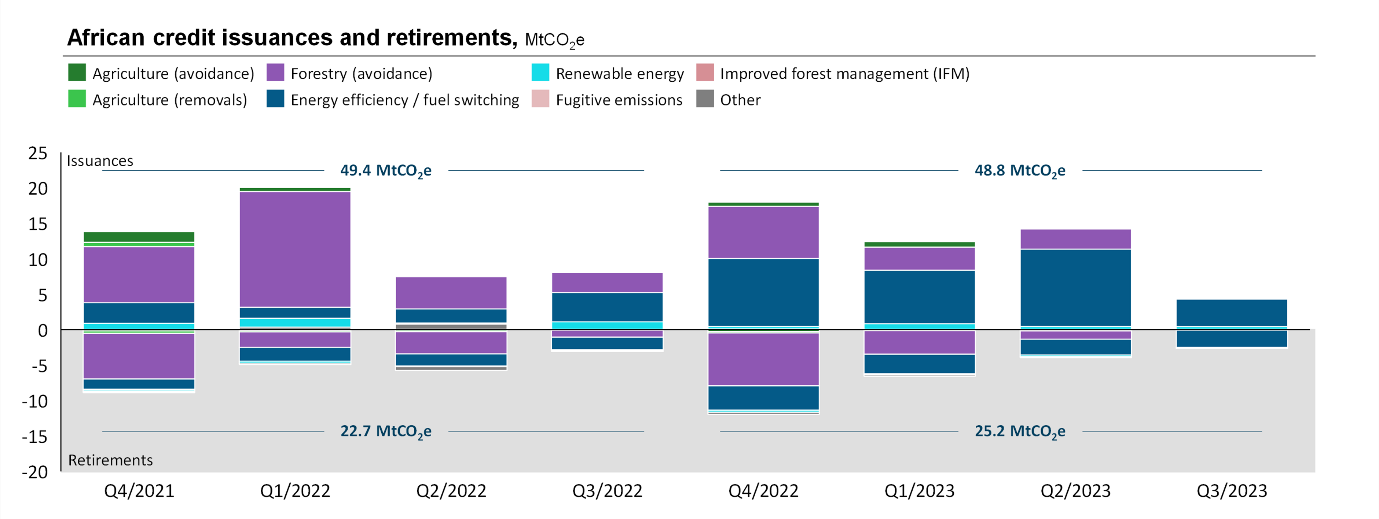 African credit issuances and retirements, MtCO₂e
Agriculture (avoidance) Forestry (avoidance) Renewable energy Improved forest management (IFM)
Agriculture (removals) Energy efficiency / fuel switching Fugitive emissions Other
25
Issuances
49.4 MtCO₂e 48.8 MtCO₂e
20
15
10
5
0
-5
-10
22.7 MtCO₂e 25.2 MtCO₂e
-15
Retirements
-20
Q4/2021 Q1/2022 Q2/2022 Q3/2022 Q4/2022 Q1/2023 Q2/2023 Q3/2023